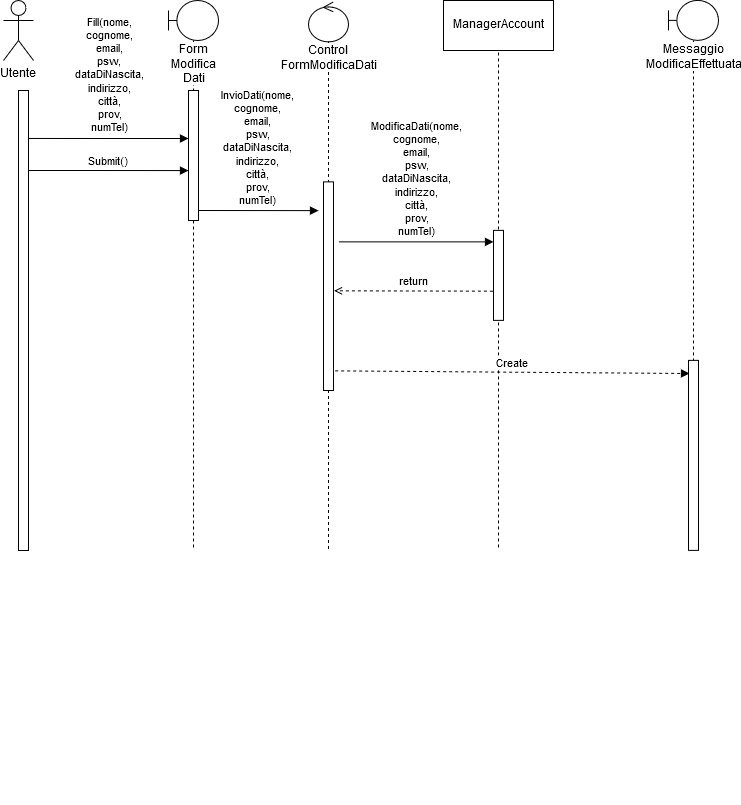 Utente
Fill(nome,
cognome,
email,
psw,
dataDiNascita,
indirizzo,
città,
prov,
numTel)
Submit()
Form
Modifica
Dati
InvioDati(nome,
cognome,
email,
psw,
dataDiNascita,
indirizzo,
città,
prov,
numTel)
Control
FormModificaDati
ModificaDati(nome,
cognome,
email,
psw,
dataDiNascita,
indirizzo,
città,
prov,
numTel)
return
ManagerAccount
Create
Messaggio
ModificaEffettuata